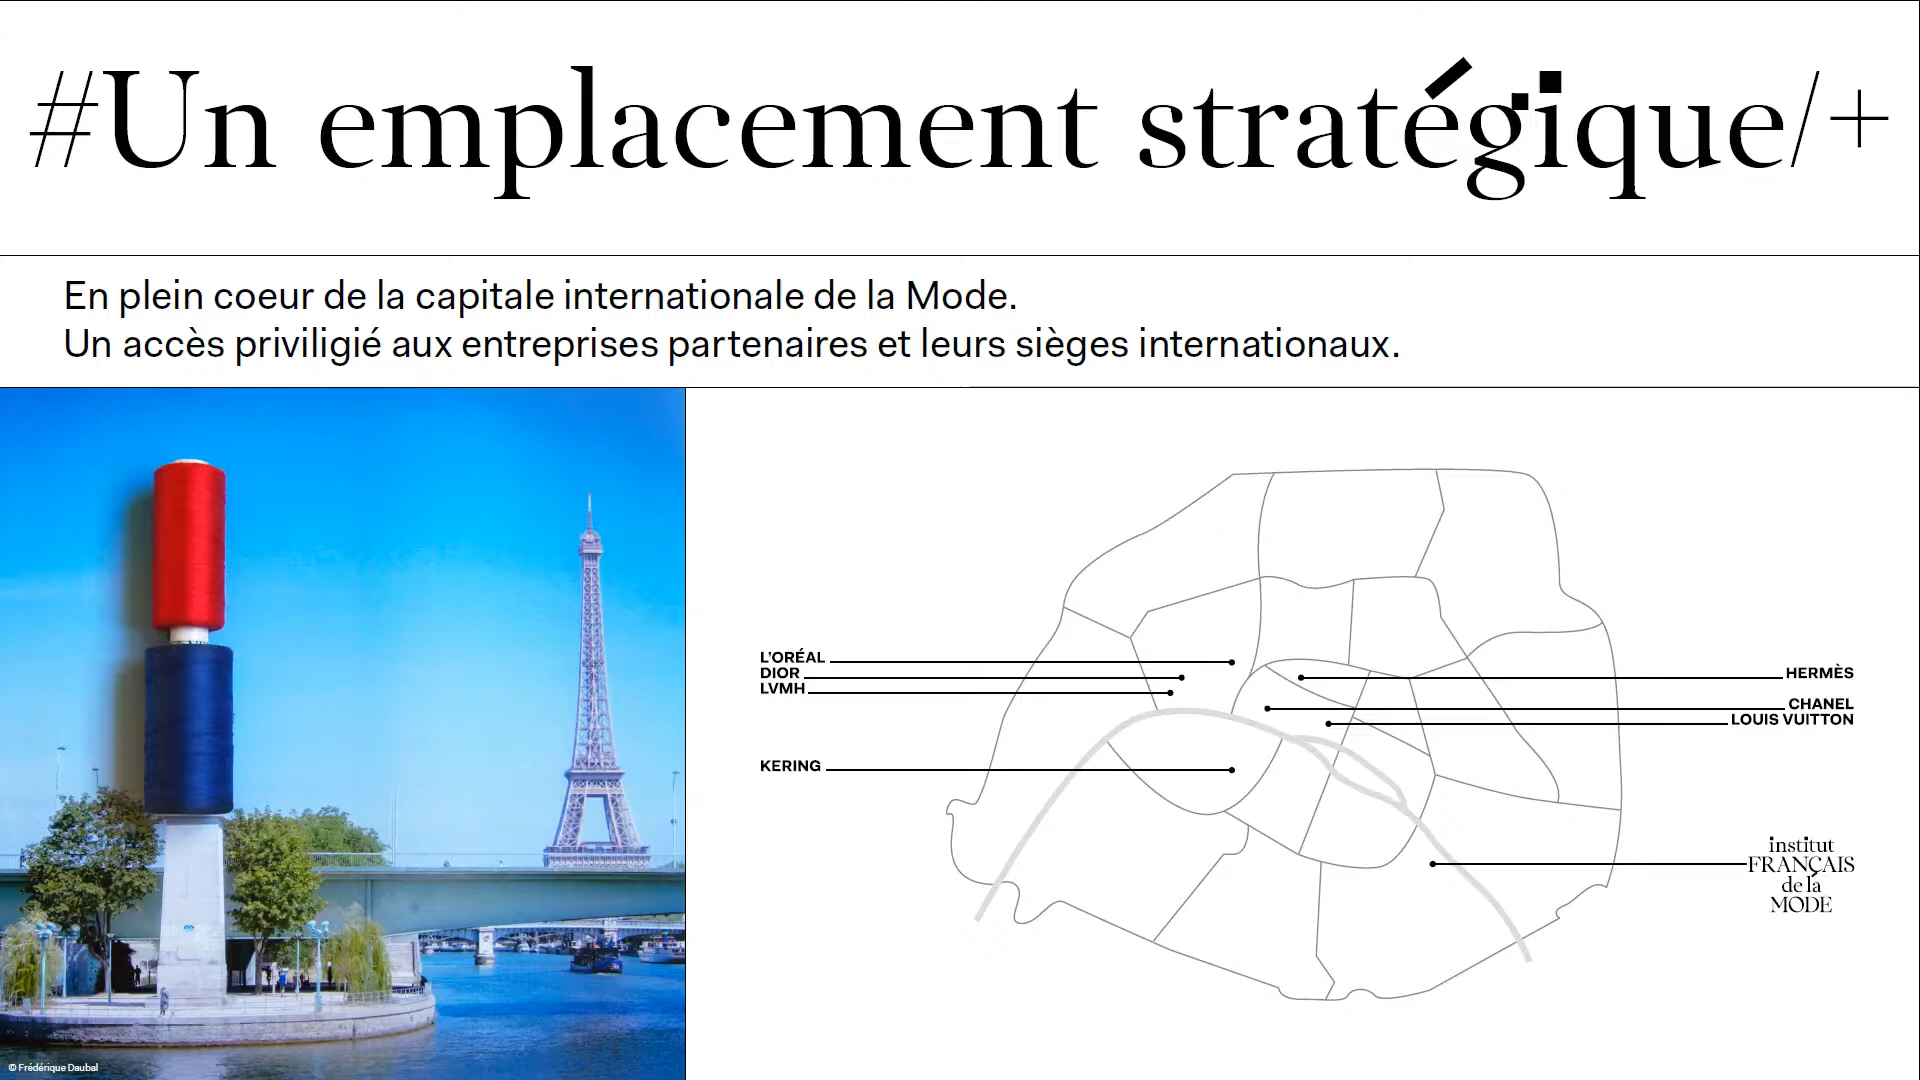 #Un emplacement stratégique/+
En plein coeur de la capitale internationale de la Mode.
Un accès priviligié aux entreprises partenaires et leurs sièges internationaux.
L'ORÉAL
DIOR
LVMH
KERING
HERMÈS
CHANEL
LOUIS VUITTON
institut
FRANÇAIS
de la
MODE
© Frédérique Daubal